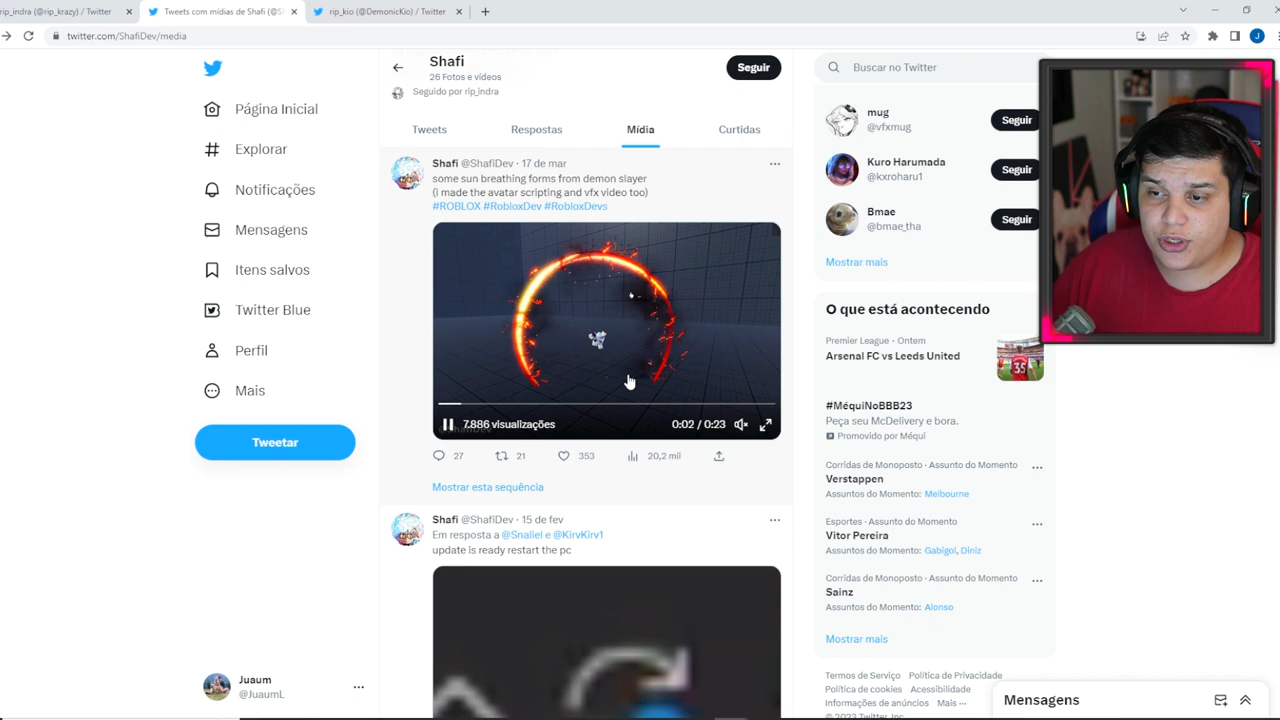 rip_indra (@rip_krazy) / Twitter
Tweets com mídias de Shafi (@S
rip_kio (@DemonicKio) / Twitter
twitter.com/ShafiDev/media
J
Página Inicial
Explorar
Notificações
Mensagens
Itens salvos
Twitter Blue
Perfil
Mais
Tweetar
Juaum
@JuaumL
Shafi
26 Fotos e vídeos
Seguido por rip_indra
Seguir
Tweets
Respostas
Mídia
Curtidas
Shafi @ShafiDev · 17 de mar
some sun breathing forms from demon slayer
(i made the avatar scripting and vfx video too)
#ROBLOX #RobloxDev #RobloxDevs
7.886 visualizações
0:02 / 0:23
27
21
353
20,2 mil
Mostrar esta sequência
Shafi @ShafiDev · 15 de fev
Em resposta a @Snaliel e @KirvKirv1
update is ready restart the pc
Buscar no Twitter
mug
@vfxmug
Seguir
Kuro Harumada
@kxroharu1
Seguir
Bmae
@bmae_tha
Seguir
Mostrar mais
O que está acontecendo
Premier League · Ontem
Arsenal FC vs Leeds United
35
#MéquiNoBBB23
Peça seu McDelivery e bora.
Promovido por Méqui
Corridas de Monoposto · Assunto do Momento
Verstappen
Assuntos do Momento: Melbourne
Esportes · Assunto do Momento
Vitor Pereira
Assuntos do Momento: Gabigol, Diniz
Corridas de Monoposto · Assunto do Momento
Sainz
Assuntos do Momento: Alonso
Mostrar mais
Termos de Serviço Política de Privacidade
Política de cookies Acessibilidade
Informações de anúncios Mais ···
© 2023 Twitter, Inc.
Mensagens